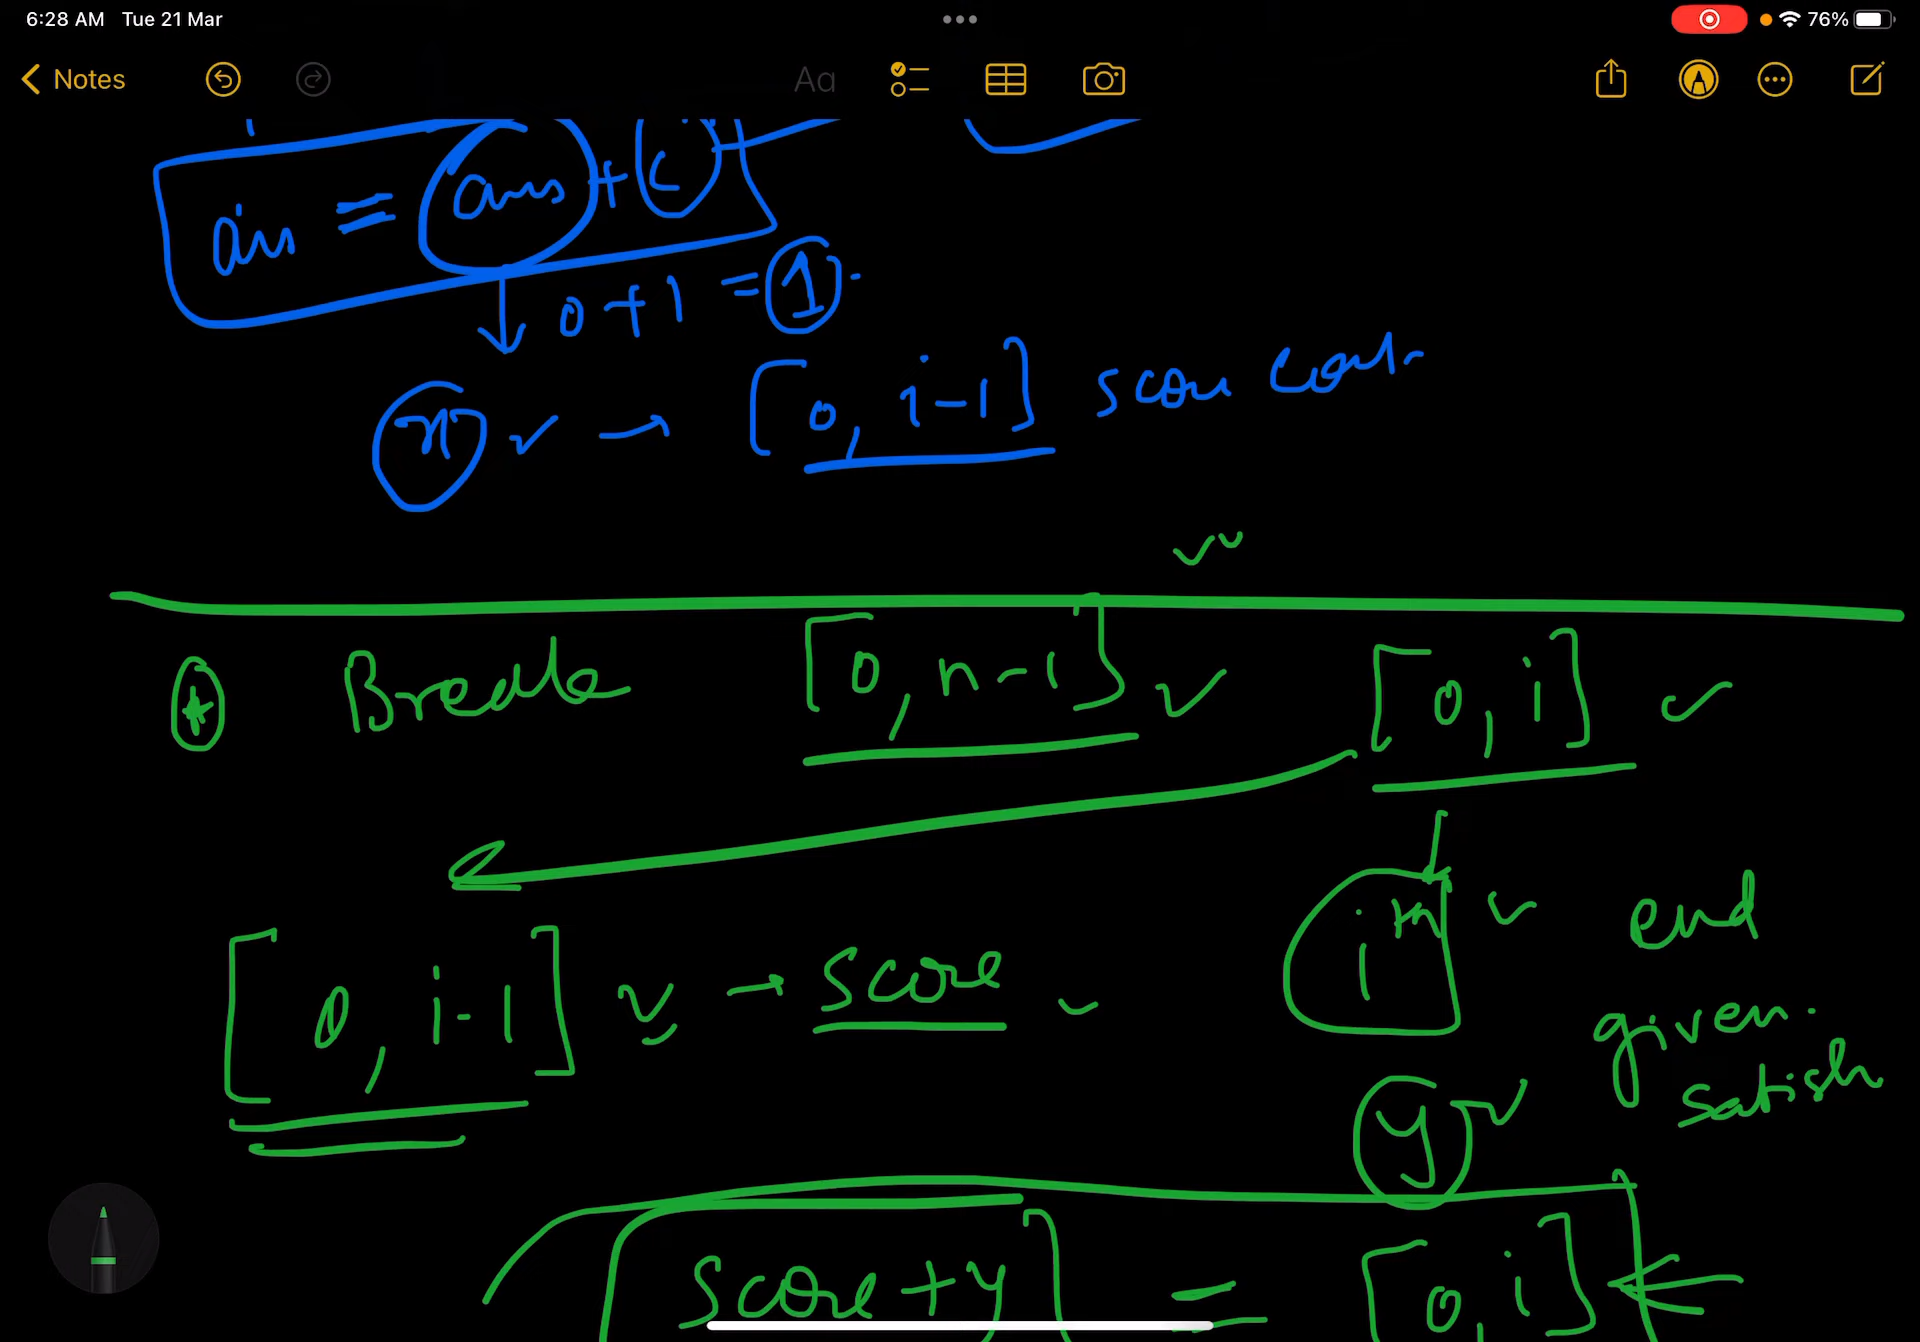 6:28 AM Tue 21 Mar
76%
Notes
Aa
ans = ans + c
0 + 1 = 1
x → [0, i-1] score cont.
* Break [0, n-1] [0, i]
[0, i-1] → score
ith end
given.
satisfy
y
score + y = [0, i]